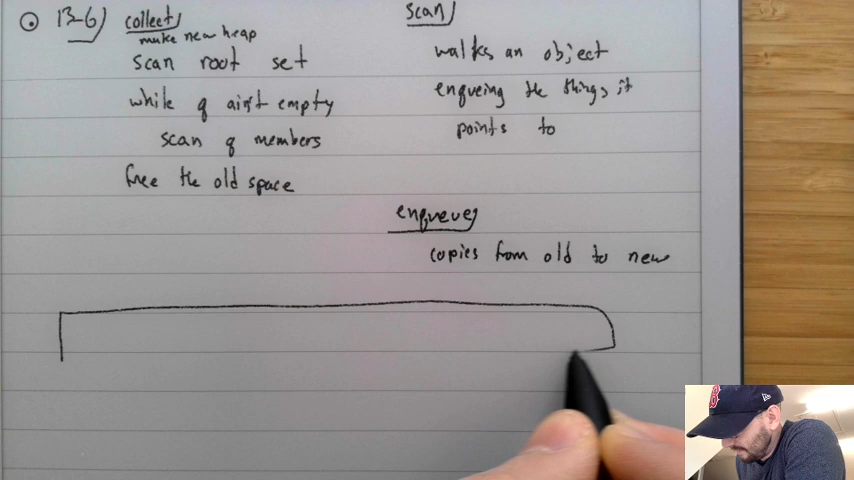 13-6) collect/
make new heap
scan root set
while q ain't empty
scan q members
free the old space
scan/
walks an object
enqueing the things it
points to
enqueue/
copies from old to new